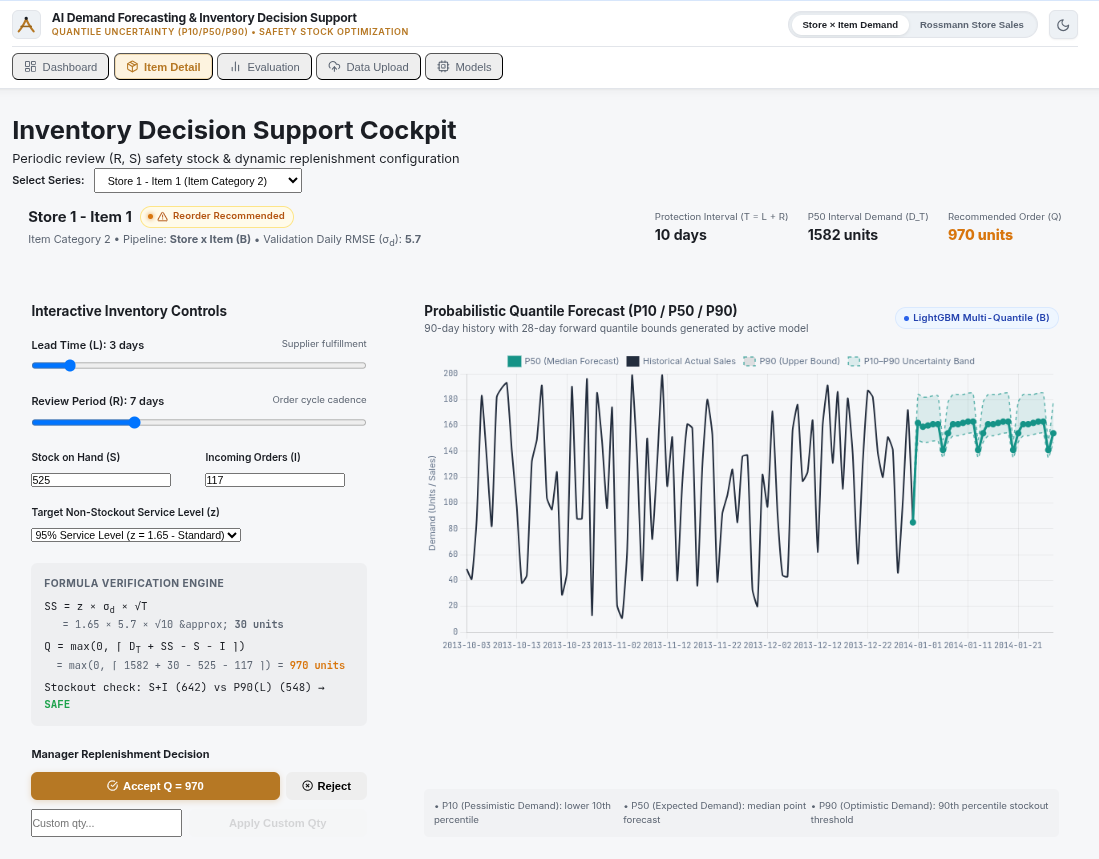 AI Demand Forecasting & Inventory Decision Support
QUANTILE UNCERTAINTY (P10/P50/P90) • SAFETY STOCK OPTIMIZATION
Store × Item Demand
Rossmann Store Sales
Dashboard
Item Detail
Evaluation
Data Upload
Models
Inventory Decision Support Cockpit
Periodic review (R, S) safety stock & dynamic replenishment configuration
Select Series:
Store 1 - Item 1 (Item Category 2)
Store 1 - Item 1
Reorder Recommended
Item Category 2 • Pipeline: Store x Item (B) • Validation Daily RMSE (σd): 5.7
Protection Interval (T = L + R)
10 days
P50 Interval Demand (D_T)
1582 units
Recommended Order (Q)
970 units
Interactive Inventory Controls
Lead Time (L): 3 days
Supplier fulfillment
Review Period (R): 7 days
Order cycle cadence
Stock on Hand (S)
Incoming Orders (I)
525
117
Target Non-Stockout Service Level (z)
95% Service Level (z = 1.65 - Standard)
FORMULA VERIFICATION ENGINE
SS = z × σd × √T
= 1.65 × 5.7 × √10 &approx; 30 units
Q = max(0, ⌈ DT + SS - S - I ⌉)
= max(0, ⌈ 1582 + 30 - 525 - 117 ⌉) = 970 units
Stockout check: S+I (642) vs P90(L) (548) →
SAFE
Manager Replenishment Decision
Accept Q = 970
Reject
Custom qty...
Apply Custom Qty
Probabilistic Quantile Forecast (P10 / P50 / P90)
90-day history with 28-day forward quantile bounds generated by active model
LightGBM Multi-Quantile (B)
P50 (Median Forecast)
Historical Actual Sales
P90 (Upper Bound)
P10–P90 Uncertainty Band
Demand (Units / Sales)
200
180
160
140
120
100
80
60
40
20
0
2013-10-03
2013-10-13
2013-10-23
2013-11-02
2013-11-12
2013-11-22
2013-12-02
2013-12-12
2013-12-22
2014-01-01
2014-01-11
2014-01-21
• P10 (Pessimistic Demand): lower 10th
percentile
• P50 (Expected Demand): median point
forecast
• P90 (Optimistic Demand): 90th percentile stockout
threshold